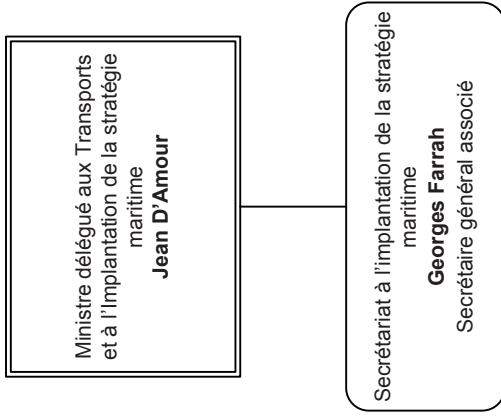 Ministre délégué aux Transports
et à l'Implantation de la stratégie
maritime
Jean D'Amour
Secrétariat à l'implantation de la stratégie
maritime
Georges Farrah
Secrétaire général associé